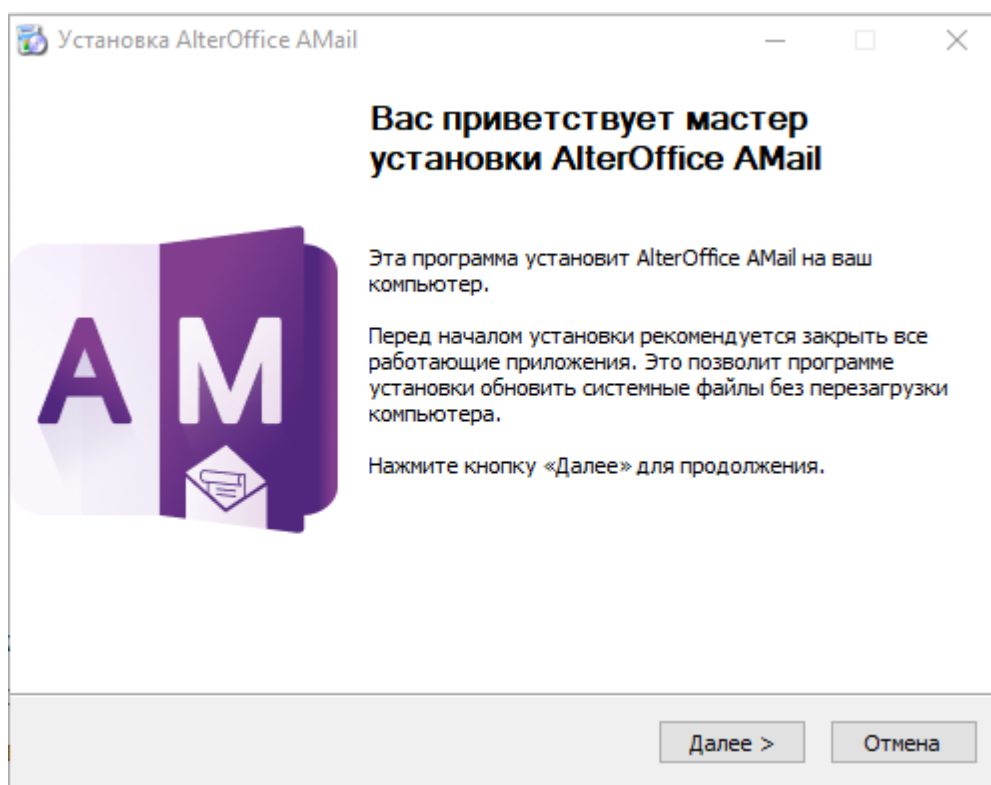 Установка AlterOffice AMail
Вас приветствует мастер
установки AlterOffice AMail
AM
Эта программа установит AlterOffice AMail на ваш
компьютер.
Перед началом установки рекомендуется закрыть все
работающие приложения. Это позволит программе
установки обновить системные файлы без перезагрузки
компьютера.
Нажмите кнопку «Далее» для продолжения.
Далее >
Отмена